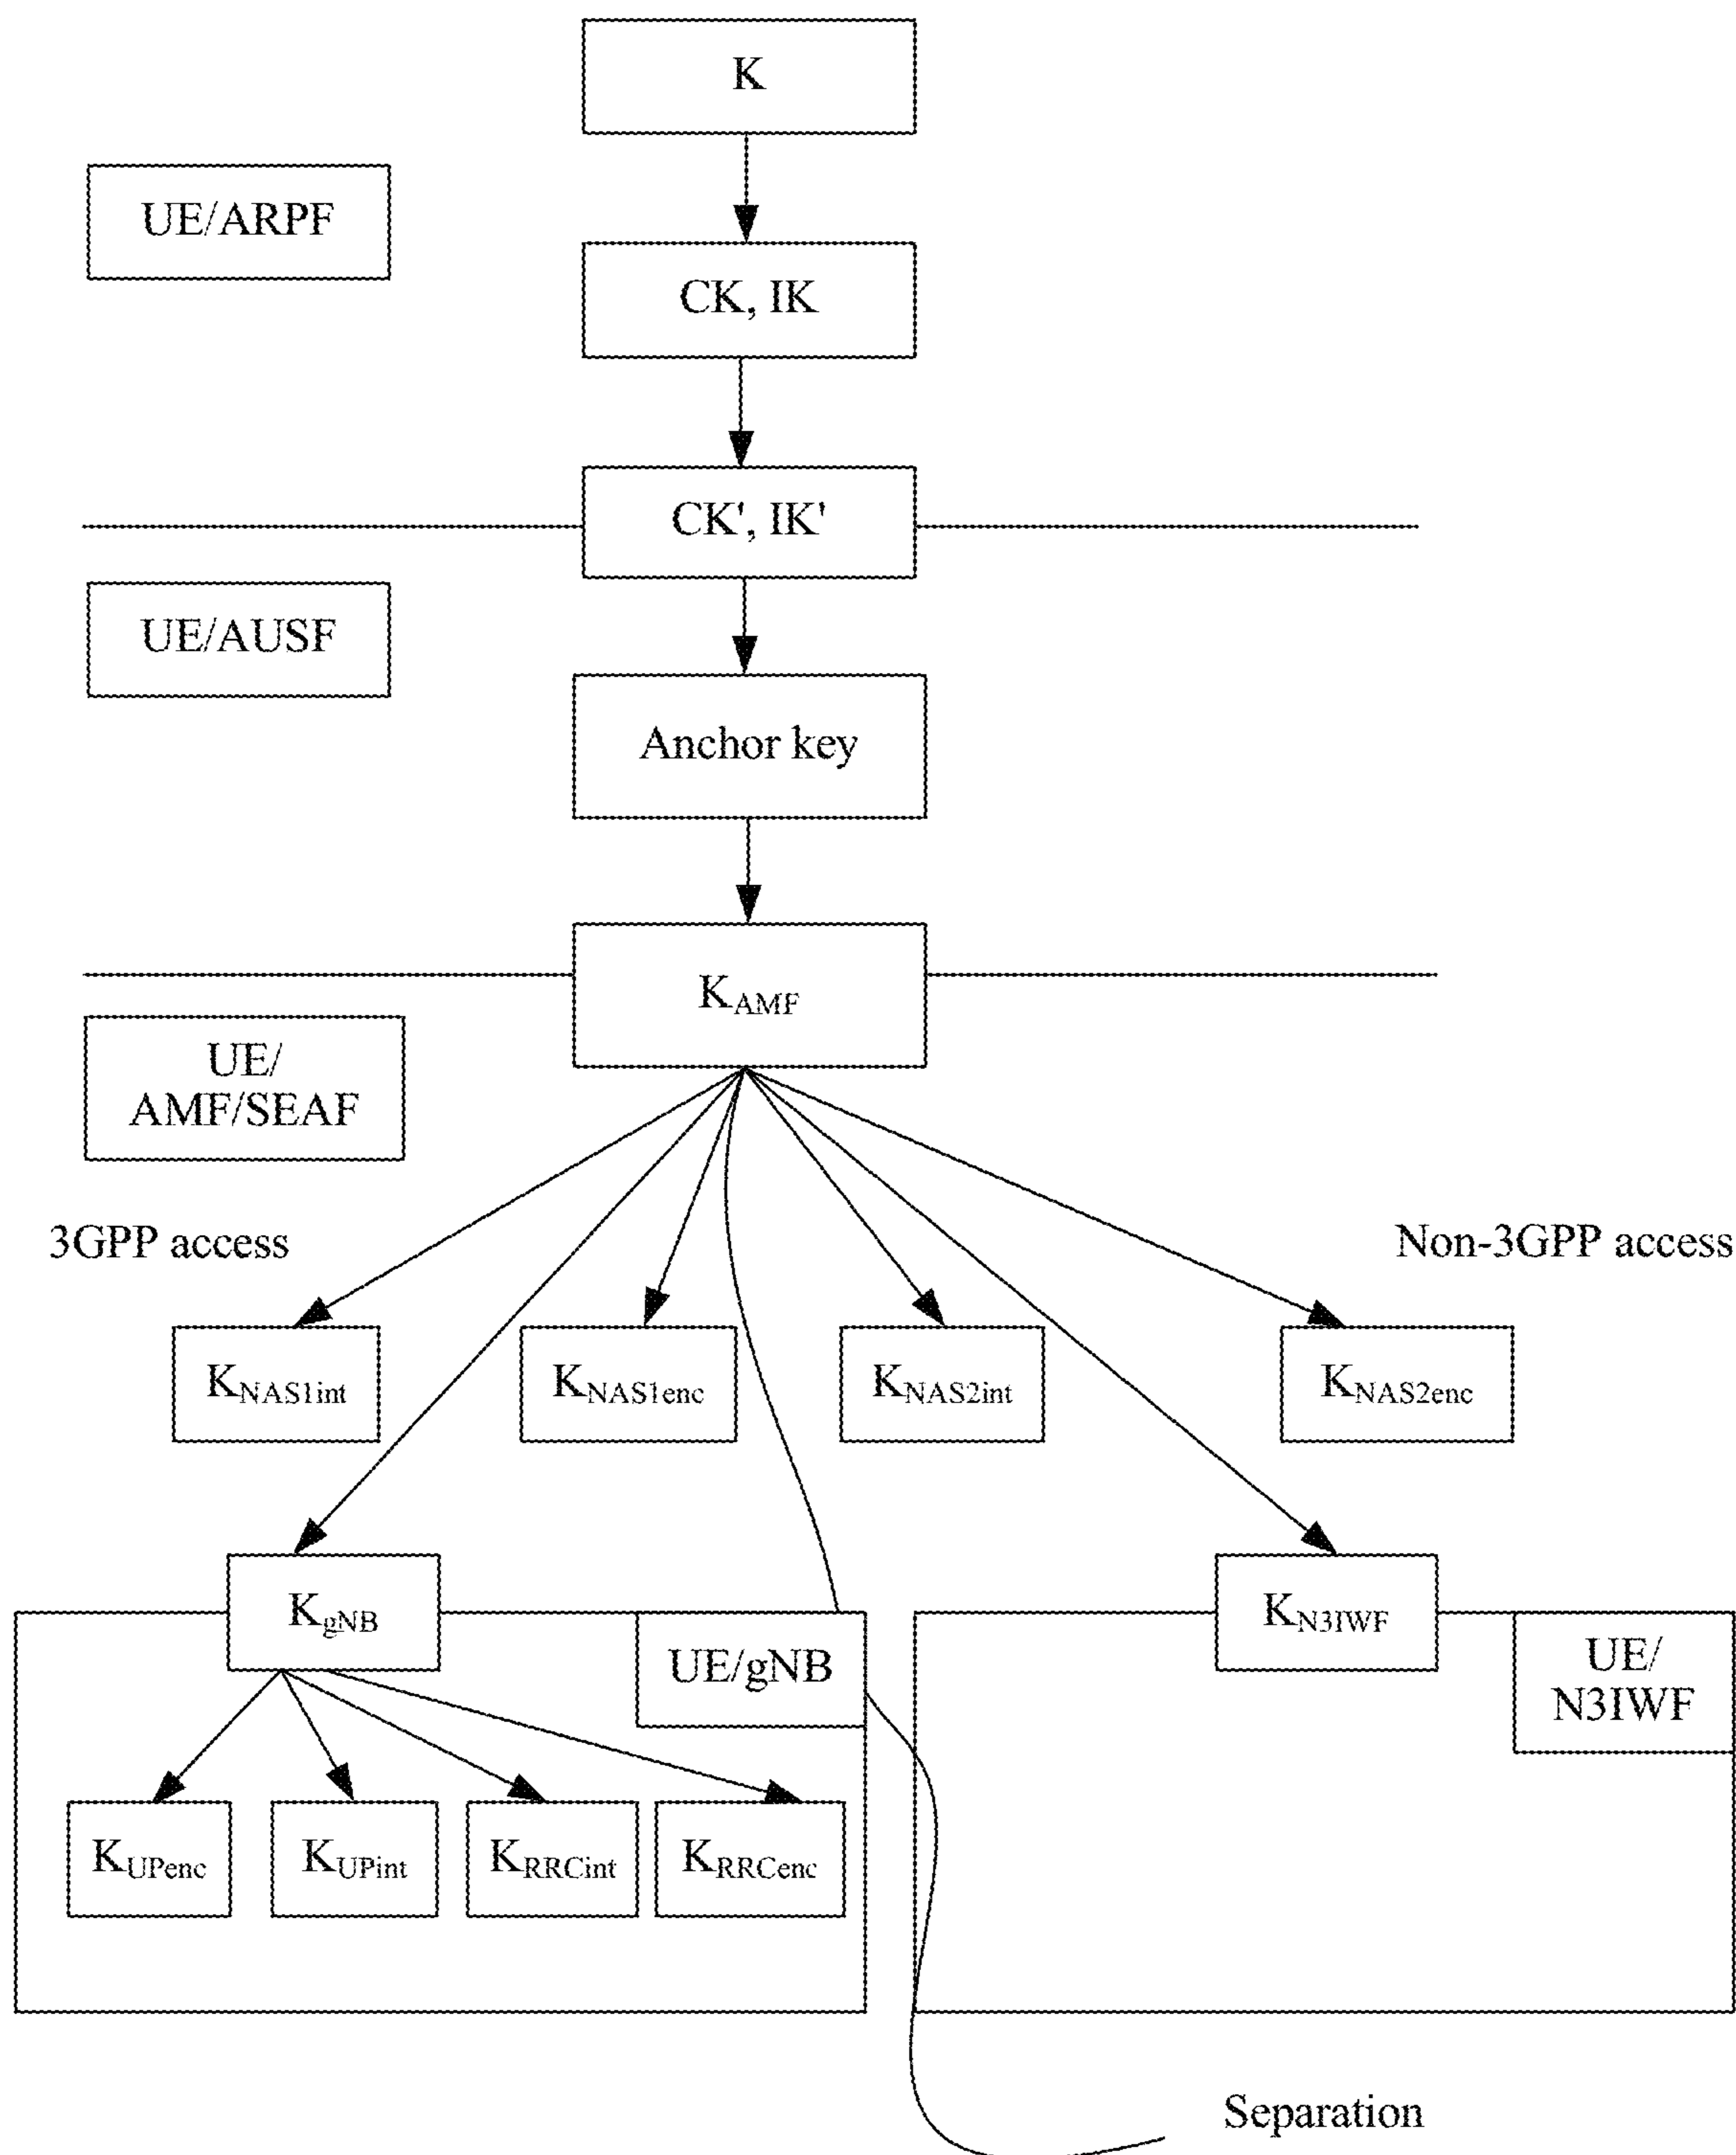 K
UE/ARPF
CK, IK
CK', IK'
UE/AUSF
Anchor key
KAMF
UE/
AMF/SEAF
3GPP access
Non-3GPP access
KNAS1int
KNAS1enc
KNAS2int
KNAS2enc
KgNB
UE/gNB
KN3IWF
UE/
N3IWF
KUPenc
KUPint
KRRCint
KRRCenc
Separation